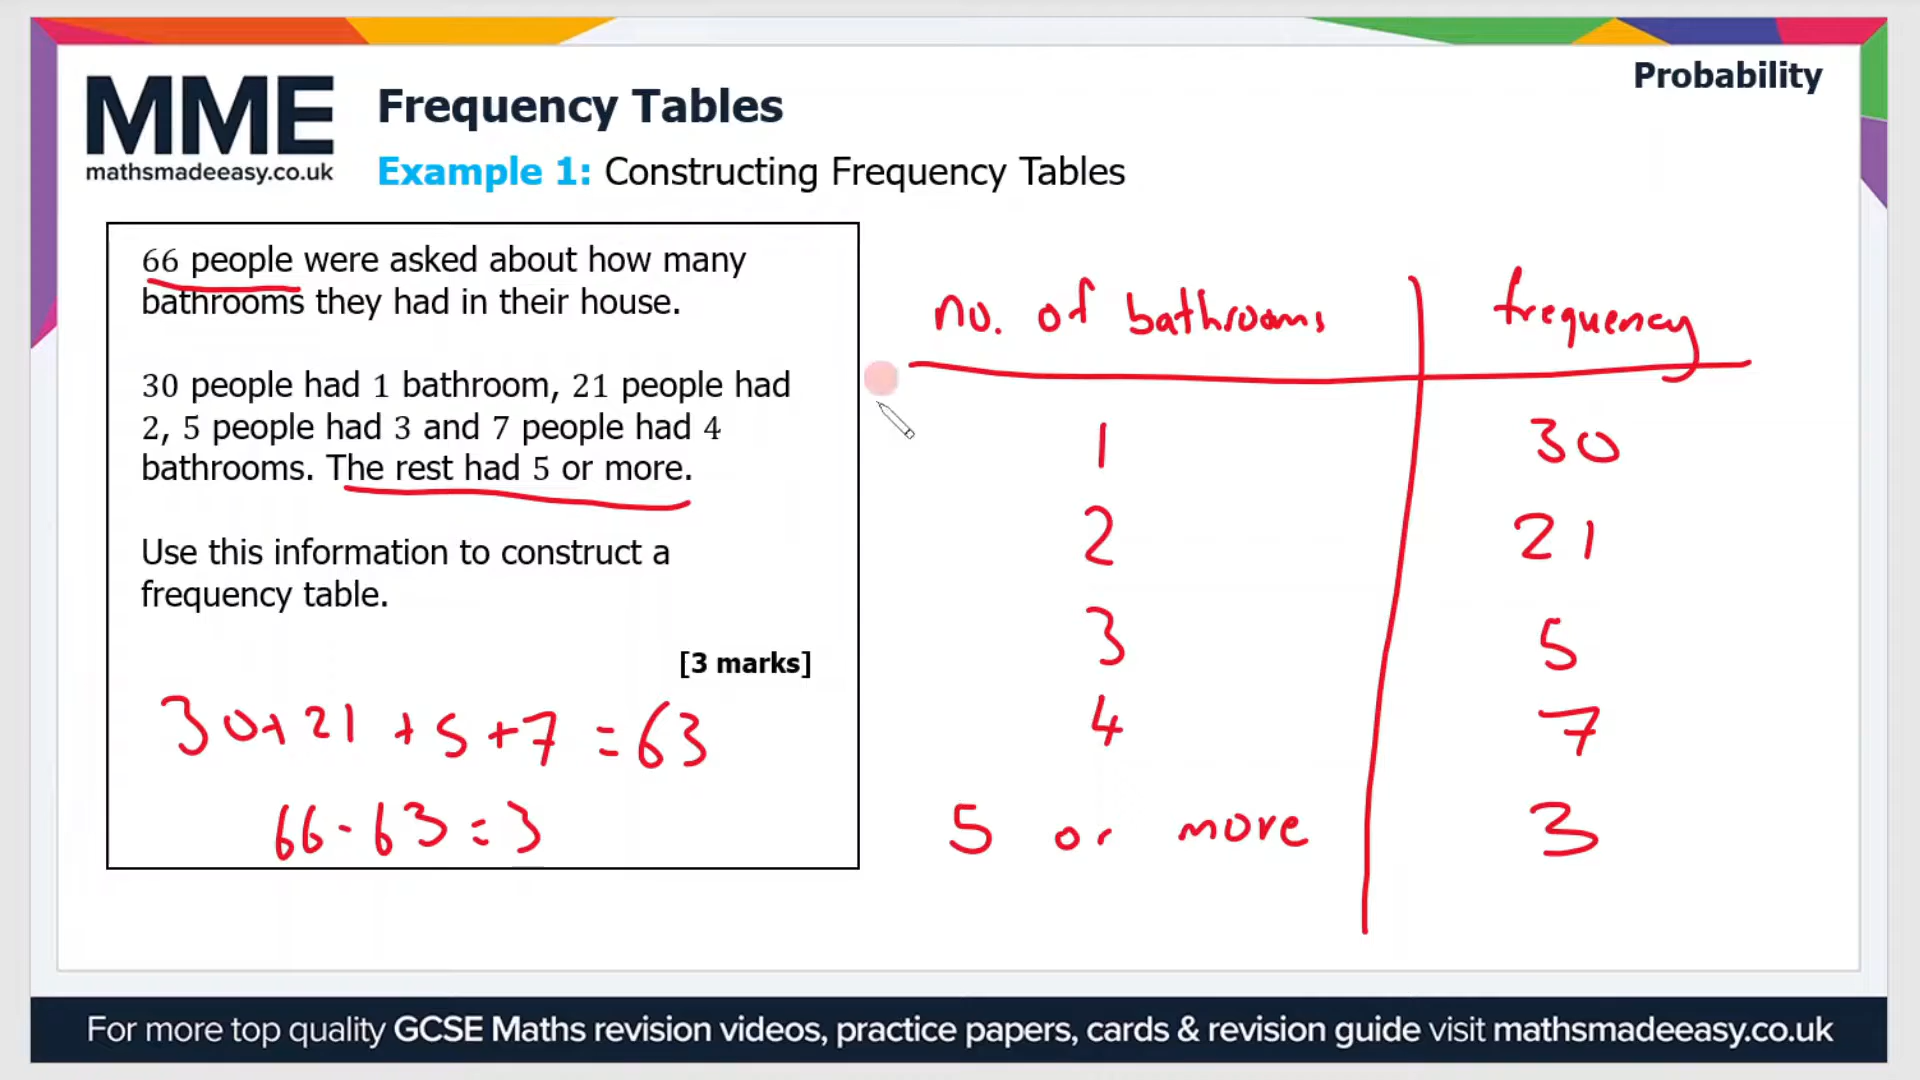 MME
mathsmadeeasy.co.uk
Frequency Tables
Example 1: Constructing Frequency Tables
Probability
66 people were asked about how many
bathrooms they had in their house.
30 people had 1 bathroom, 21 people had
2, 5 people had 3 and 7 people had 4
bathrooms. The rest had 5 or more.
Use this information to construct a
frequency table.
[3 marks]
30+21+5+7=63
66-63=3
no. of bathrooms frequency
1 30
2 21
3 5
4 7
5 or more 3
For more top quality GCSE Maths revision videos, practice papers, cards & revision guide visit mathsmadeeasy.co.uk